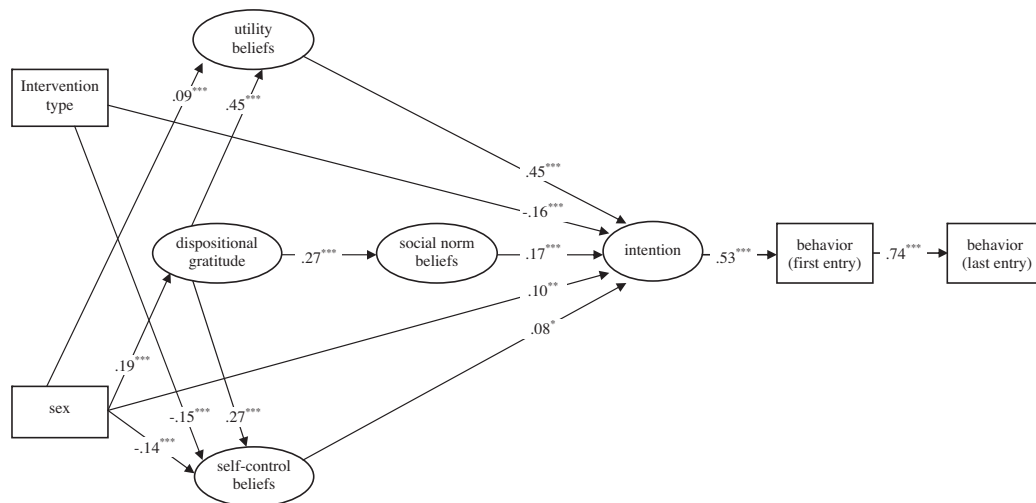 utility
beliefs
Intervention
type
.09***
.45***
.45***
-.16***
dispositional
gratitude
.27***
social norm
beliefs
.17***
intention
.53***
behavior
(first entry)
.74***
behavior
(last entry)
.10**
.08*
.19***
sex
-.15***
.27***
-.14***
self-control
beliefs